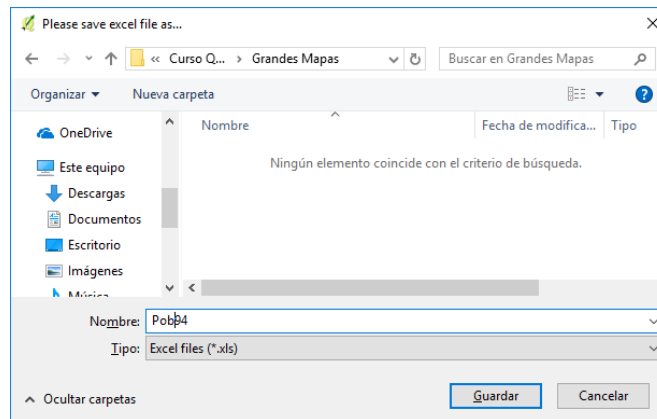 Please save excel file as...
« Curso Q... › Grandes Mapas
Buscar en Grandes Mapas
Organizar
Nueva carpeta
OneDrive
Este equipo
Descargas
Documentos
Escritorio
Imágenes
Música
Nombre
Fecha de modifica...
Tipo
Ningún elemento coincide con el criterio de búsqueda.
Nombre: Pob94
Tipo: Excel files (*.xls)
Ocultar carpetas
Guardar
Cancelar